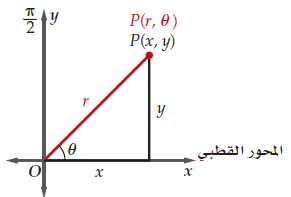 π/2 y
P(r, θ)
P(x, y)
r
y
θ
المحور القطبي
O
x
x